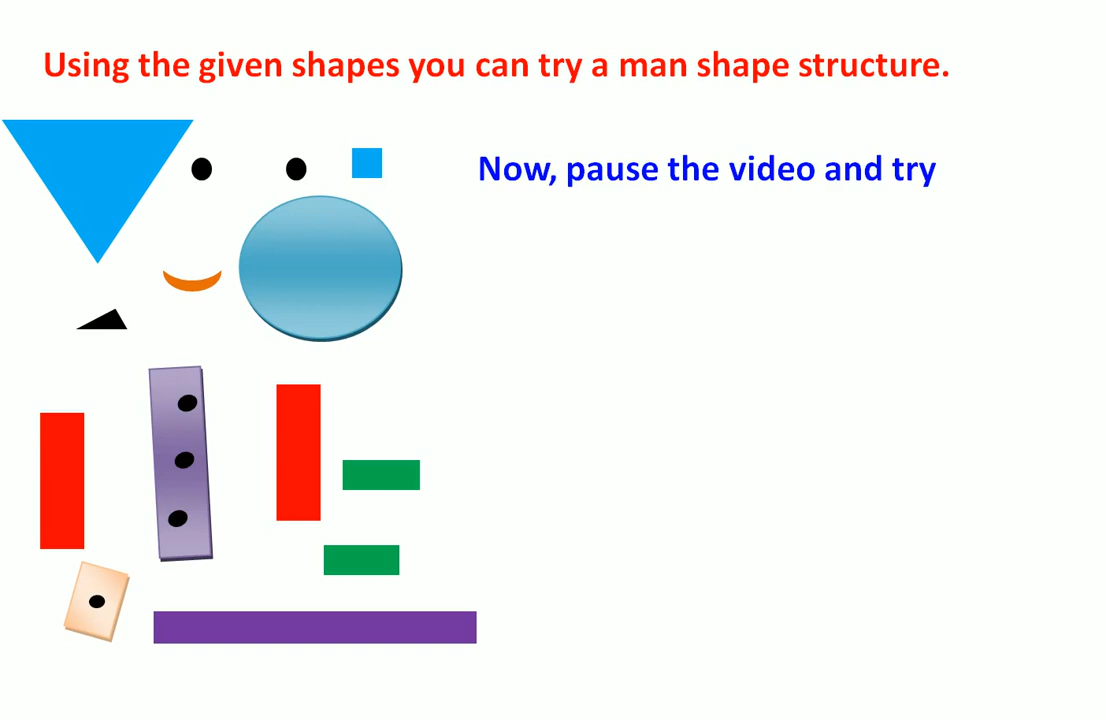 Using the given shapes you can try a man shape structure.
Now, pause the video and try